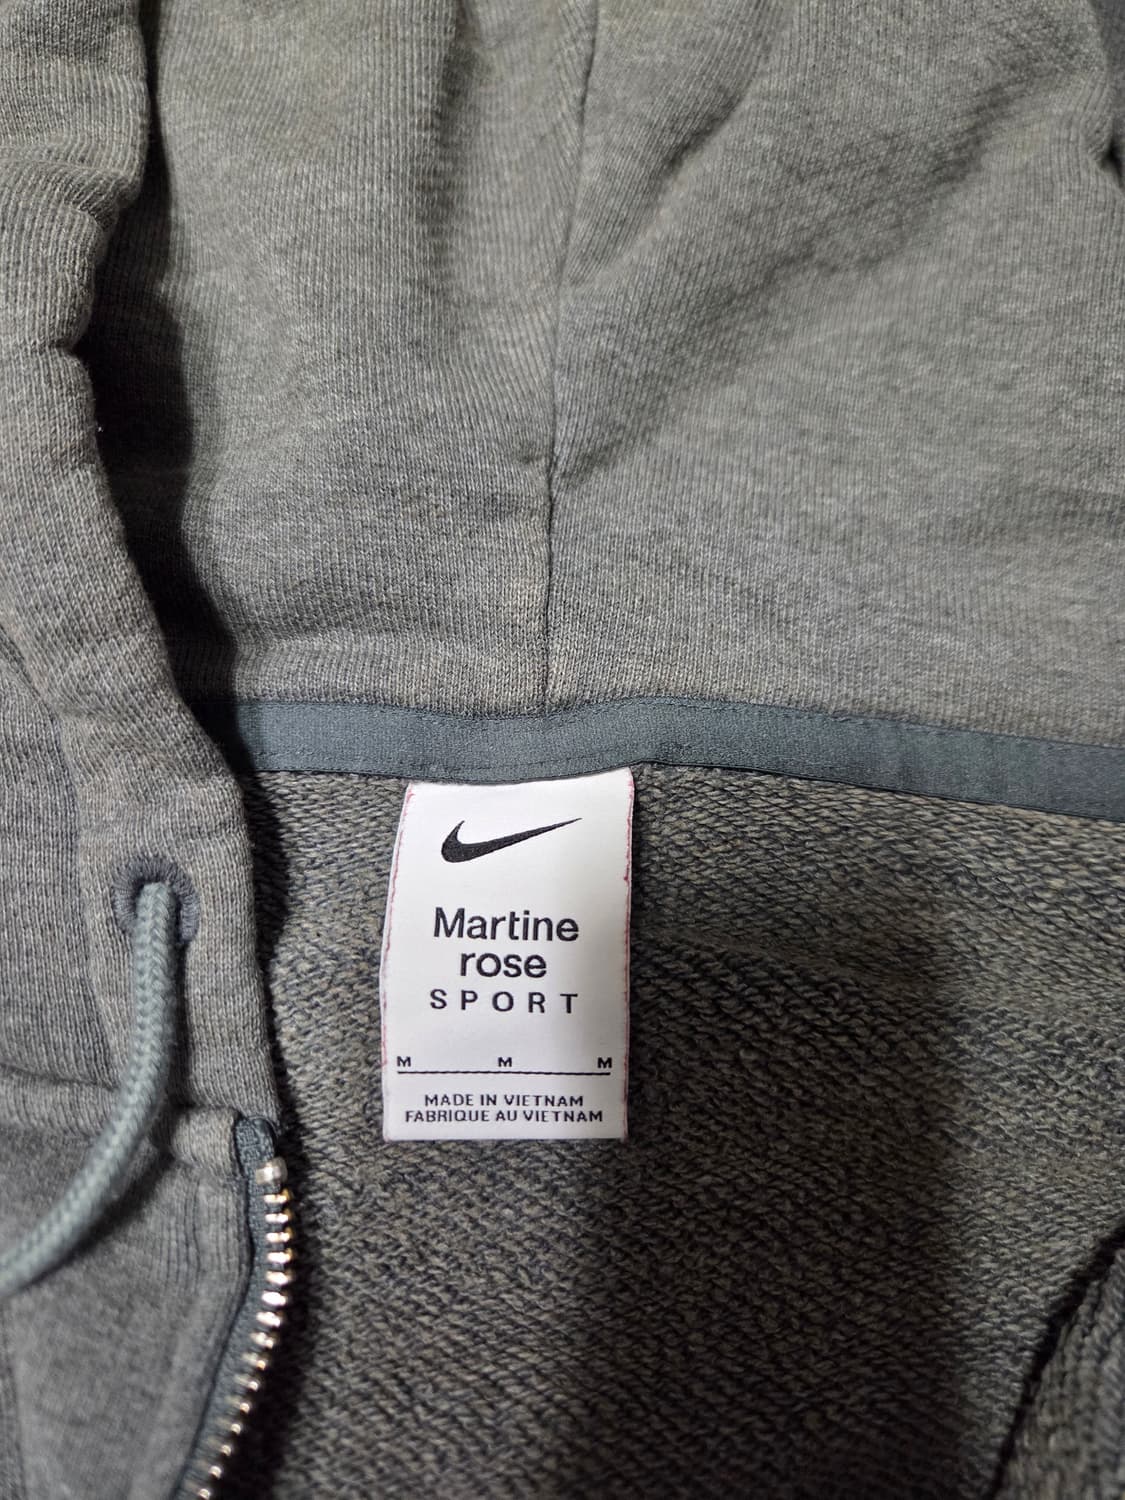 Martine
rose
SPORT
M M M
MADE IN VIETNAM
FABRIQUE AU VIETNAM